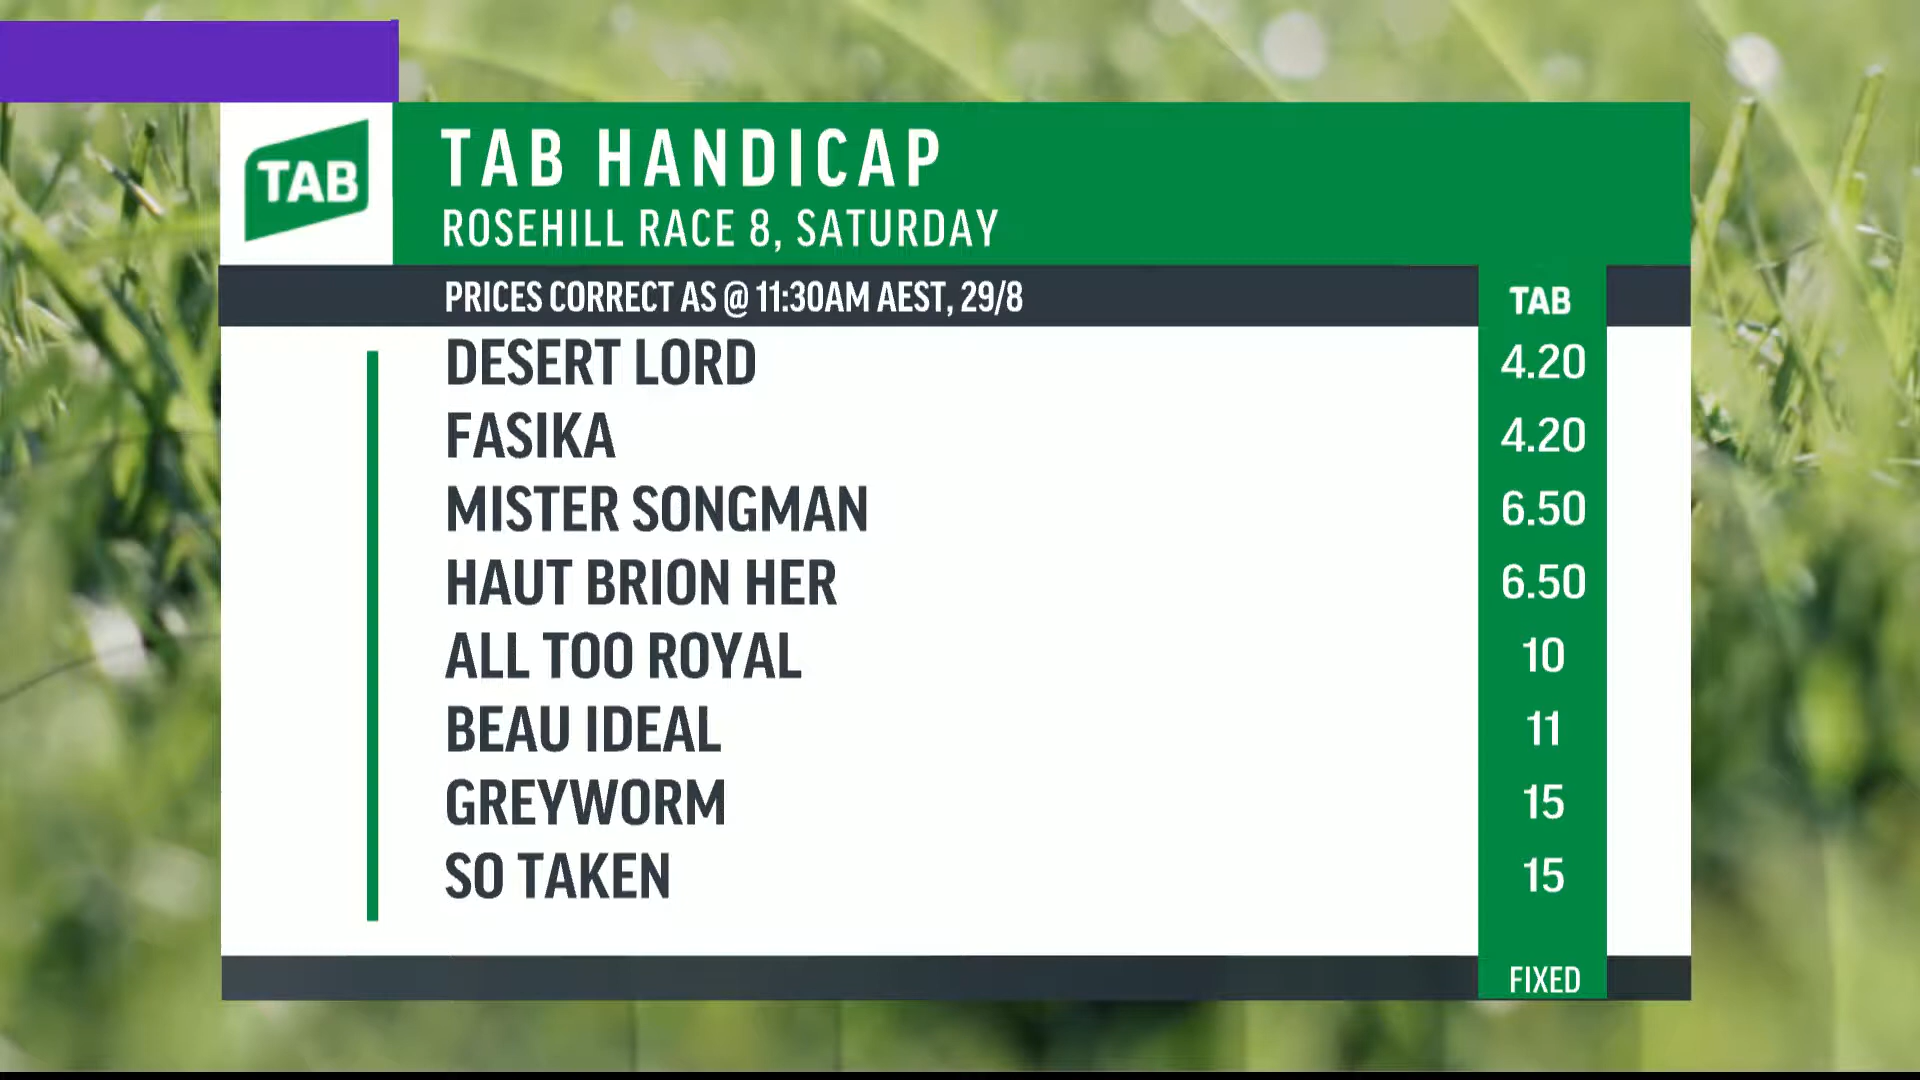 TAB
TAB HANDICAP
ROSEHILL RACE 8, SATURDAY
PRICES CORRECT AS @ 11:30AM AEST, 29/8 TAB
DESERT LORD 4.20
FASIKA 4.20
MISTER SONGMAN 6.50
HAUT BRION HER 6.50
ALL TOO ROYAL 10
BEAU IDEAL 11
GREYWORM 15
SO TAKEN 15
FIXED